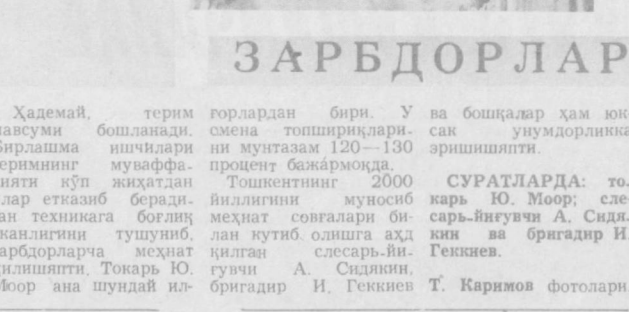 ЗАРБДОРЛАР
Ҳадемай, терим
мавсуми бошланади.
Бирлашма ишчилари
теримнинг муваффа-
қияти кўп жиҳатдан
улар етказиб беради-
ган техникага боғлиқ
эканлигини тушуниб,
зарбдорларча меҳнат
қилишяпти. Токарь Ю.
Моор ана шундай ил-
ғорлардан бири. У
смена топшириқлари-
ни мунтазам 120—130
процент бажармоқда.
Тошкентнинг 2000
йиллигини муносиб
меҳнат совғалари би-
лан кутиб олишга аҳд
қилган слесарь-йи-
ғувчи А. Сидякин,
бригадир И. Геккиев
ва бошқалар ҳам юк-
сак унумдорликка
эришишяпти.
СУРАТЛАРДА: то-
карь Ю. Моор; сле-
сарь-йиғувчи А. Сидя-
кин ва бригадир И.
Геккиев.
Т. Каримов фотолари